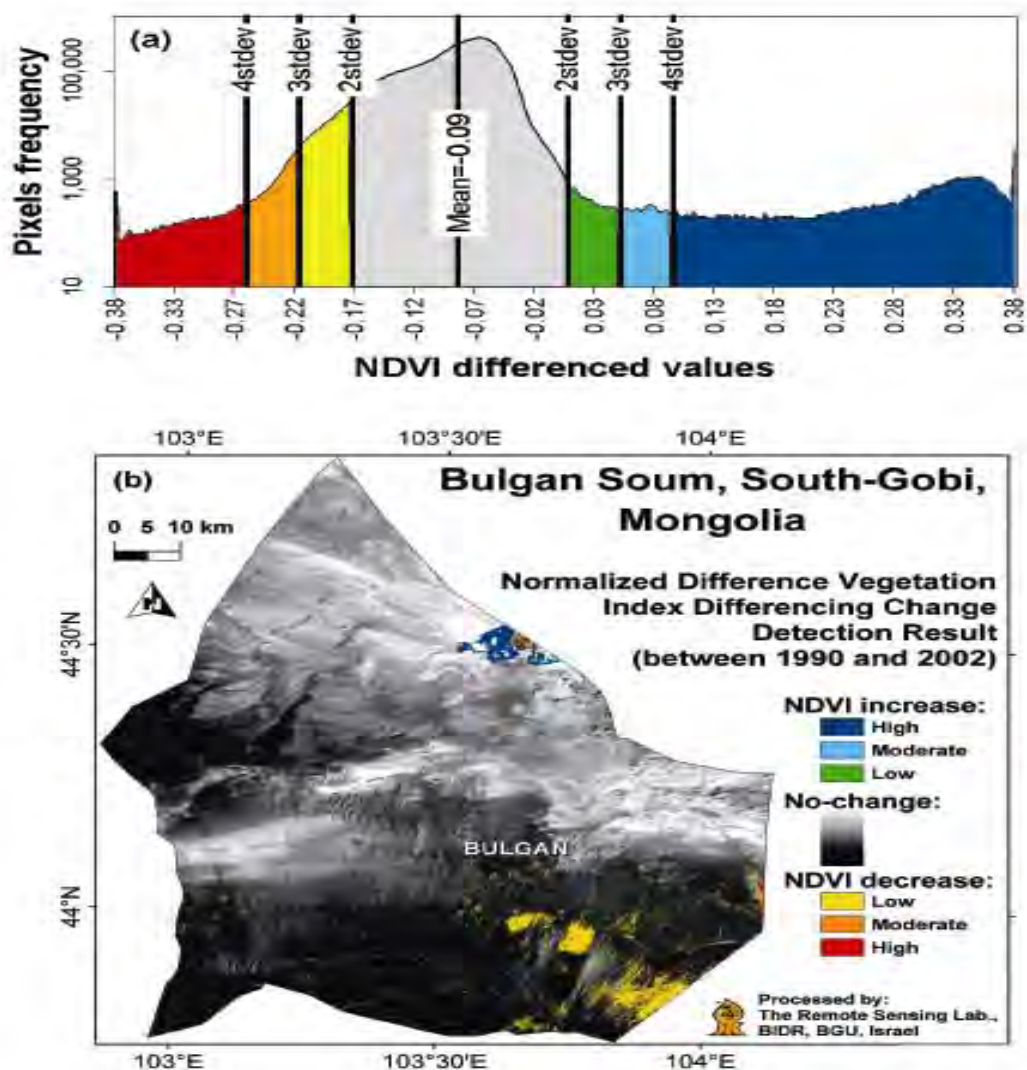 (a)
Pixels frequency
100,000
1,000
10
4stdev
3stdev
2stdev
Mean=-0.09
2stdev
3stdev
4stdev
-0.38
-0.33
-0.27
-0.22
-0.17
-0.12
-0.07
-0.02
0.03
0.08
0.13
0.18
0.23
0.28
0.33
0.38
NDVI differenced values
103°E
103°30'E
104°E
(b)
Bulgan Soum, South-Gobi,
Mongolia
0 5 10 km
Normalized Difference Vegetation
Index Differencing Change
Detection Result
(between 1990 and 2002)
44°30'N
NDVI increase:
High
Moderate
Low
No-change:
BULGAN
NDVI decrease:
Low
Moderate
High
44°N
Processed by:
The Remote Sensing Lab.,
BIDR, BGU, Israel
103°E
103°30'E
104°E